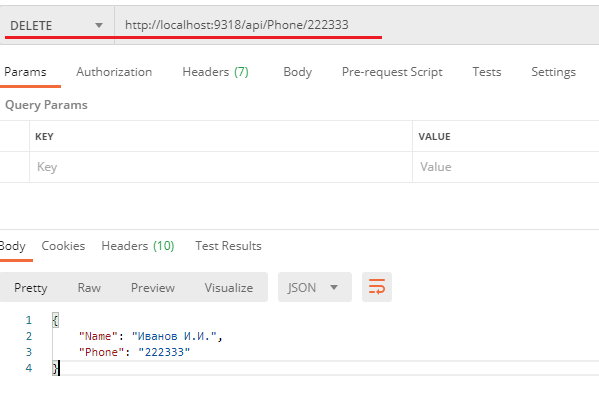 DELETE http://localhost:9318/api/Phone/222333
Params Authorization Headers (7) Body Pre-request Script Tests Settings
Query Params
KEY VALUE
Key Value
Body Cookies Headers (10) Test Results
Pretty Raw Preview Visualize JSON
1 {
2 "Name": "Иванов И.И.",
3 "Phone": "222333"
4 }